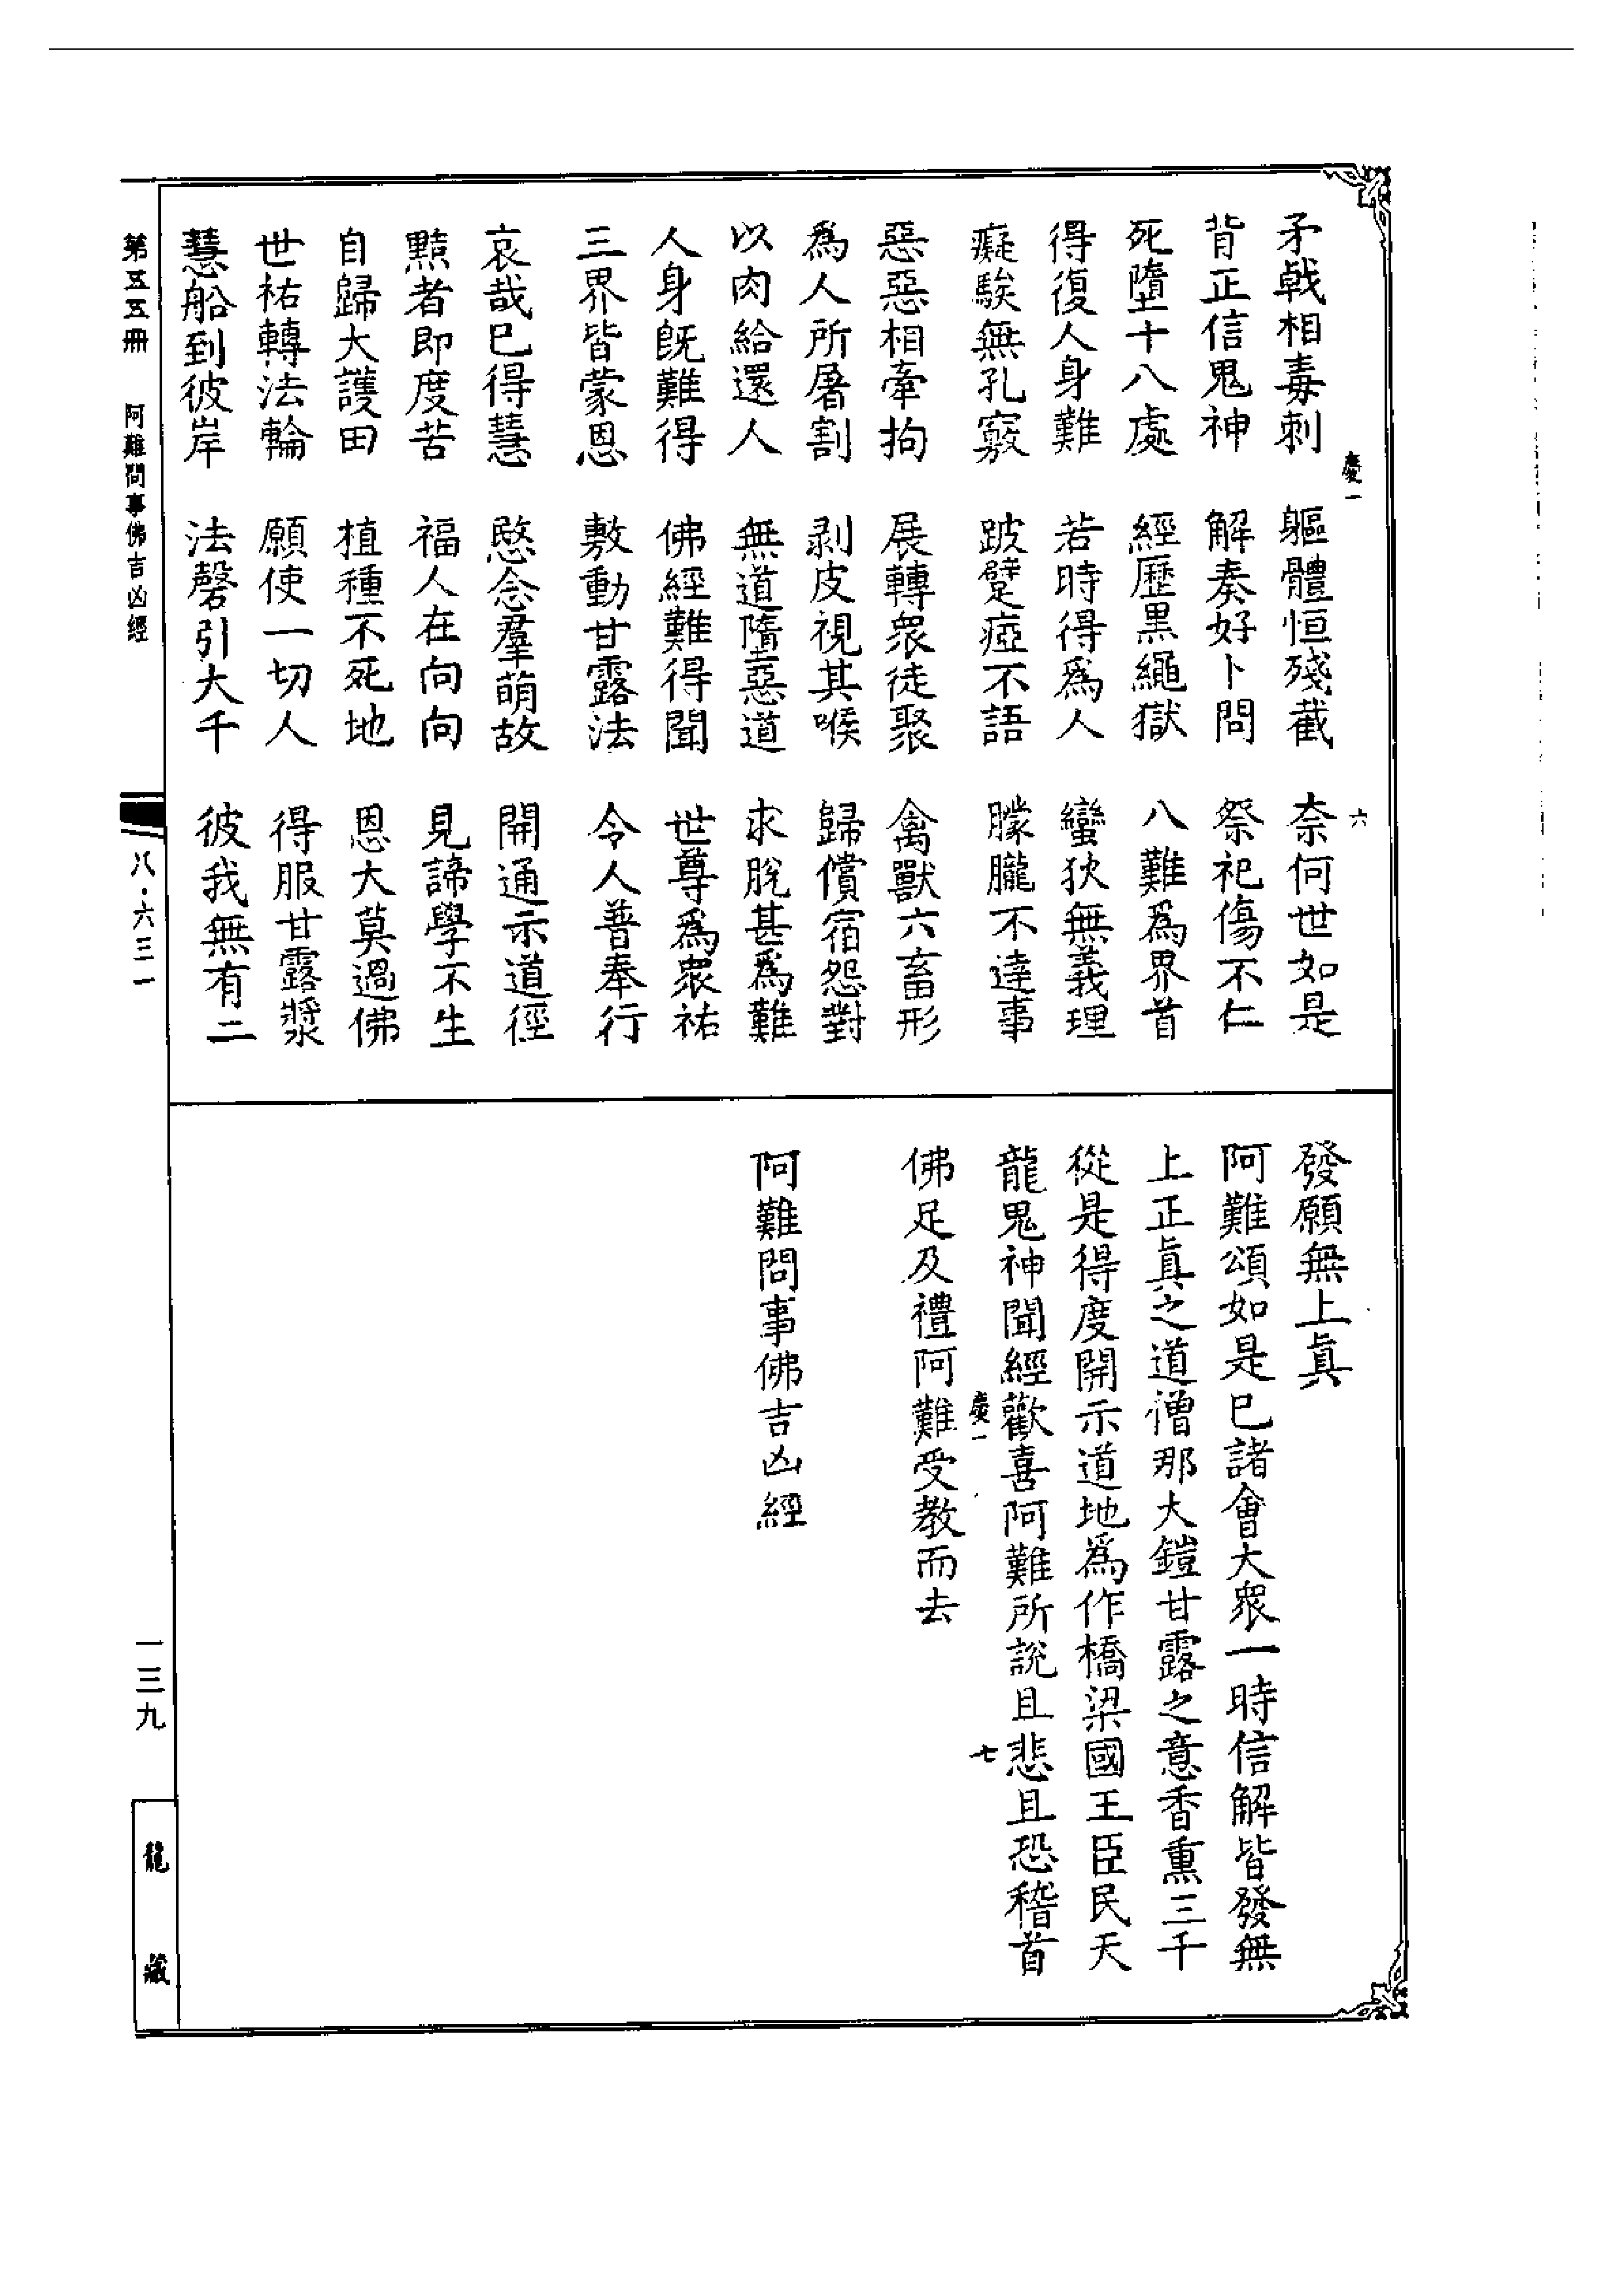 慶一
六
矛戟相毒刺　軀體恒殘截　奈何世如是
背正信鬼神　解奏好卜問　祭祀傷不仁
死墮十八處　經歷黑繩獄　八難爲界首
得復人身難　若時得爲人　蠻狄無義理
癡騃無孔竅　跛躄瘂不語　朦朧不達事
惡惡相牽拘　展轉衆徒聚　禽獸六畜形
爲人所屠割　剥皮視其喉　歸償宿怨對
以肉給還人　無道墮惡道　求脫甚爲難
人身旣難得　佛經難得聞　世尊爲衆祐
三界皆蒙恩　敷動甘露法　令人普奉行
哀哉巳得慧　愍念羣萌故　開通示道徑
黠者即度苦　福人在向向　見諦學不生
自歸大護田　植種不死地　恩大莫過佛
世祐轉法輪　願使一切人　得服甘露漿
慧船到彼岸　法磬引大千　彼我無有二
發願無上眞
阿難頌如是巳諸會大衆一時信解皆發無
上正眞之道僧那大鎧甘露之意香熏三千
從是得度開示道地爲作橋梁國王臣民天
龍鬼神聞經歡喜阿難所說且悲且恐稽首
慶一
七
佛足及禮阿難受教而去
阿難問事佛吉凶經
第五五冊　阿難問事佛吉凶經
八·六三一
一三九
龍藏